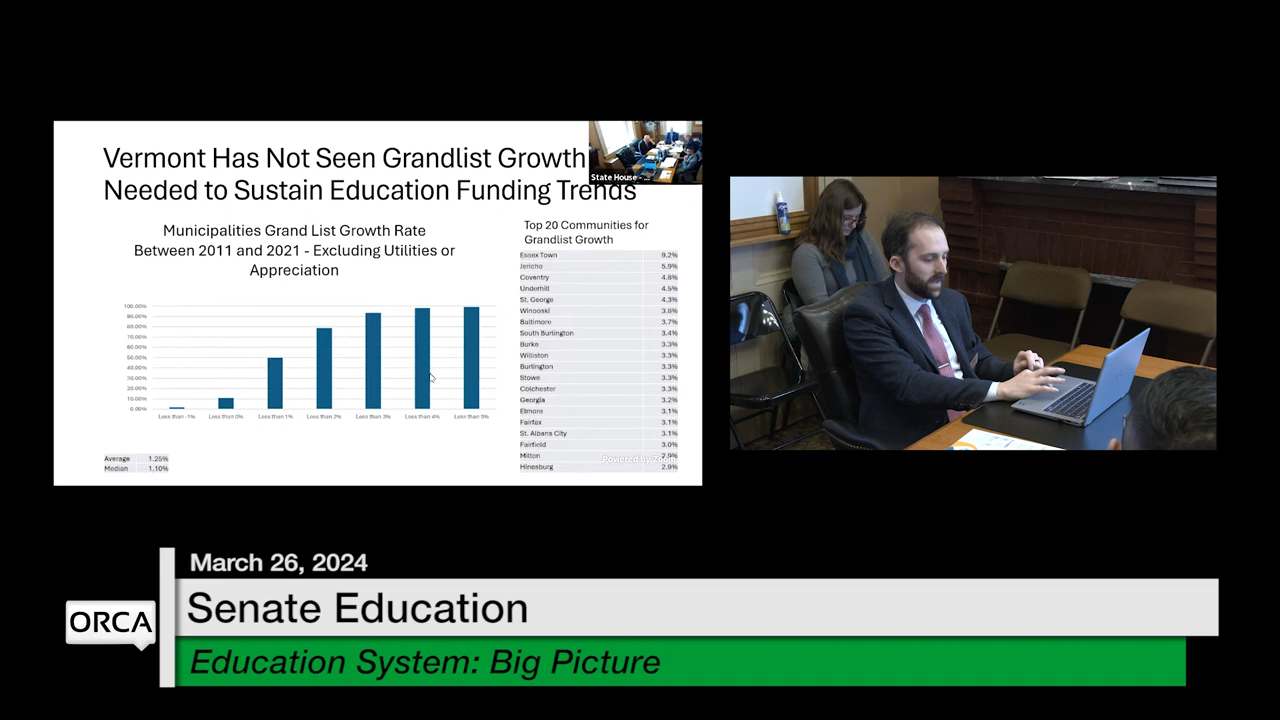 Vermont Has Not Seen Grandlist Growth
Needed to Sustain Education Funding Trends
State House - ...
Municipalities Grand List Growth Rate
Between 2011 and 2021 - Excluding Utilities or
Appreciation
100.00%
90.00%
80.00%
70.00%
60.00%
50.00%
40.00%
30.00%
20.00%
10.00%
0.00%
Less than -1% Less than 0% Less than 1% Less than 2% Less than 3% Less than 4% Less than 5%
Average 1.25%
Median 1.10%
Top 20 Communities for
Grandlist Growth
Essex Town 9.2%
Jericho 5.9%
Coventry 4.8%
Underhill 4.5%
St. George 4.3%
Winooski 3.8%
Baltimore 3.7%
South Burlington 3.4%
Burke 3.3%
Williston 3.3%
Burlington 3.3%
Stowe 3.3%
Colchester 3.3%
Georgia 3.2%
Elmore 3.1%
Fairfax 3.1%
St. Albans City 3.1%
Fairfield 3.0%
Milton 2.9%
Hinesburg 2.9%
Powered by Zoom
March 26, 2024
ORCA
Senate Education
Education System: Big Picture